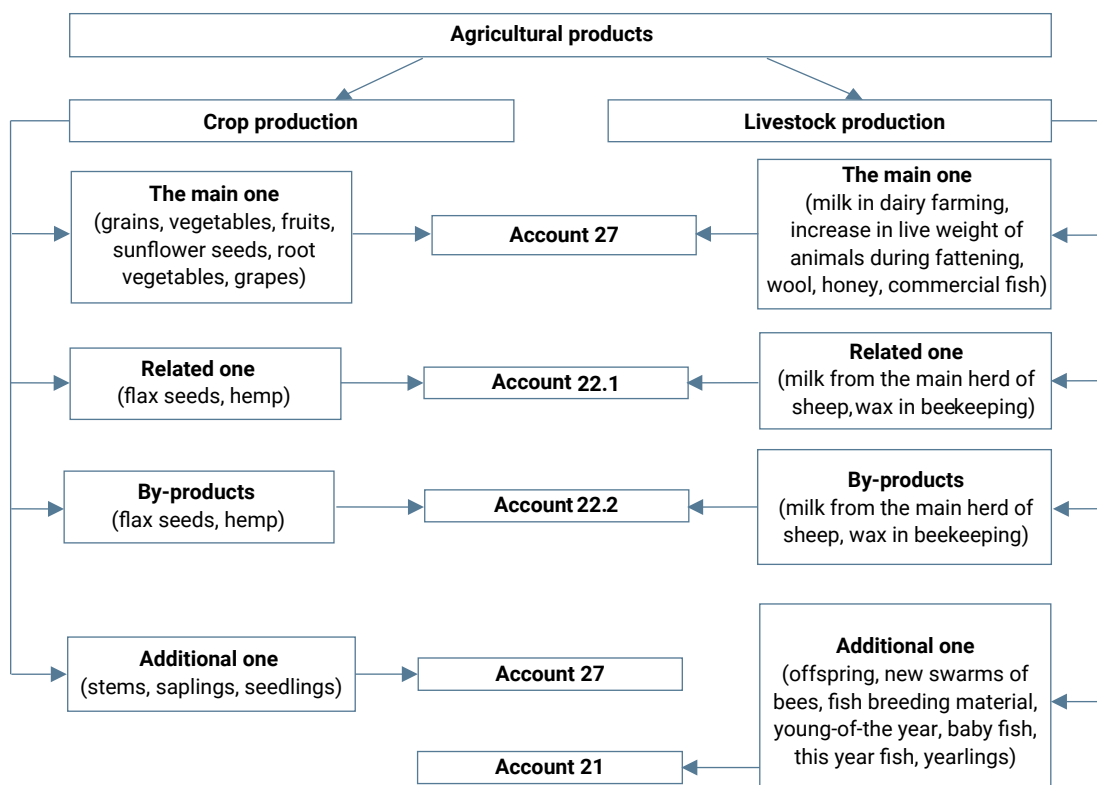 Agricultural products
Crop production
Livestock production
The main one
(grains, vegetables, fruits,
sunflower seeds, root
vegetables, grapes)
Account 27
The main one
(milk in dairy farming,
increase in live weight of
animals during fattening,
wool, honey, commercial fish)
Related one
(flax seeds, hemp)
Account 22.1
Related one
(milk from the main herd of
sheep, wax in beekeeping)
By-products
(flax seeds, hemp)
Account 22.2
By-products
(milk from the main herd of
sheep, wax in beekeeping)
Additional one
(stems, saplings, seedlings)
Account 27
Additional one
(offspring, new swarms of
bees, fish breeding material,
young-of-the year, baby fish,
this year fish, yearlings)
Account 21